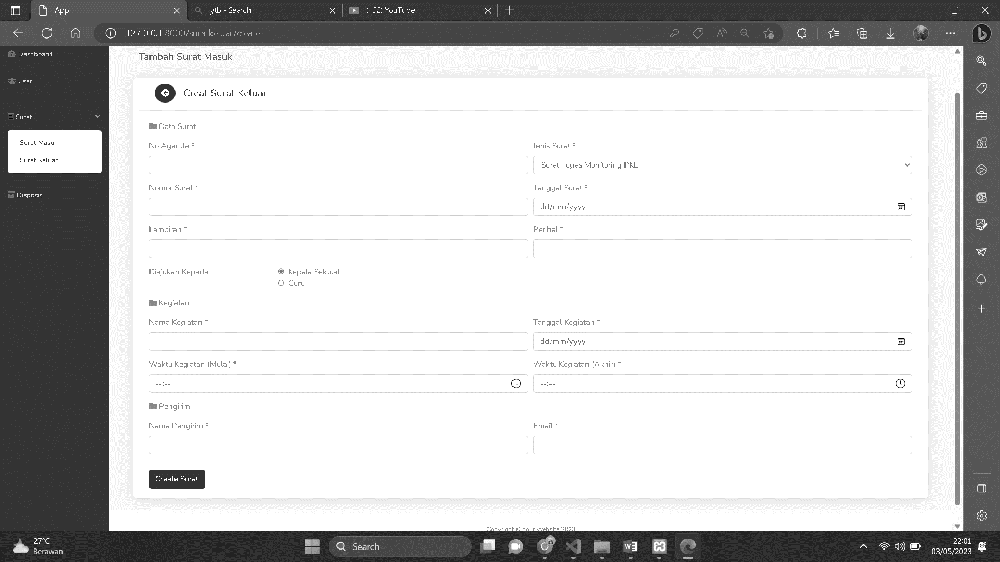 App
ytb - Search
(102) YouTube
127.0.0.1:8000/suratkeluar/create
Dashboard
User
Surat
Surat Masuk
Surat Keluar
Disposisi
Tambah Surat Masuk
Creat Surat Keluar
Data Surat
No Agenda *
Jenis Surat *
Surat Tugas Monitoring PKL
Nomor Surat *
Tanggal Surat *
dd/mm/yyyy
Lampiran *
Perihal *
Diajukan Kepada:
Kepala Sekolah
Guru
Kegiatan
Nama Kegiatan *
Tanggal Kegiatan *
dd/mm/yyyy
Waktu Kegiatan (Mulai) *
Waktu Kegiatan (Akhir) *
--:--
--:--
Pengirim
Nama Pengirim *
Email *
Create Surat
Copyright © Your Website 2023
27°C
Berawan
Search
22:01
03/05/2023